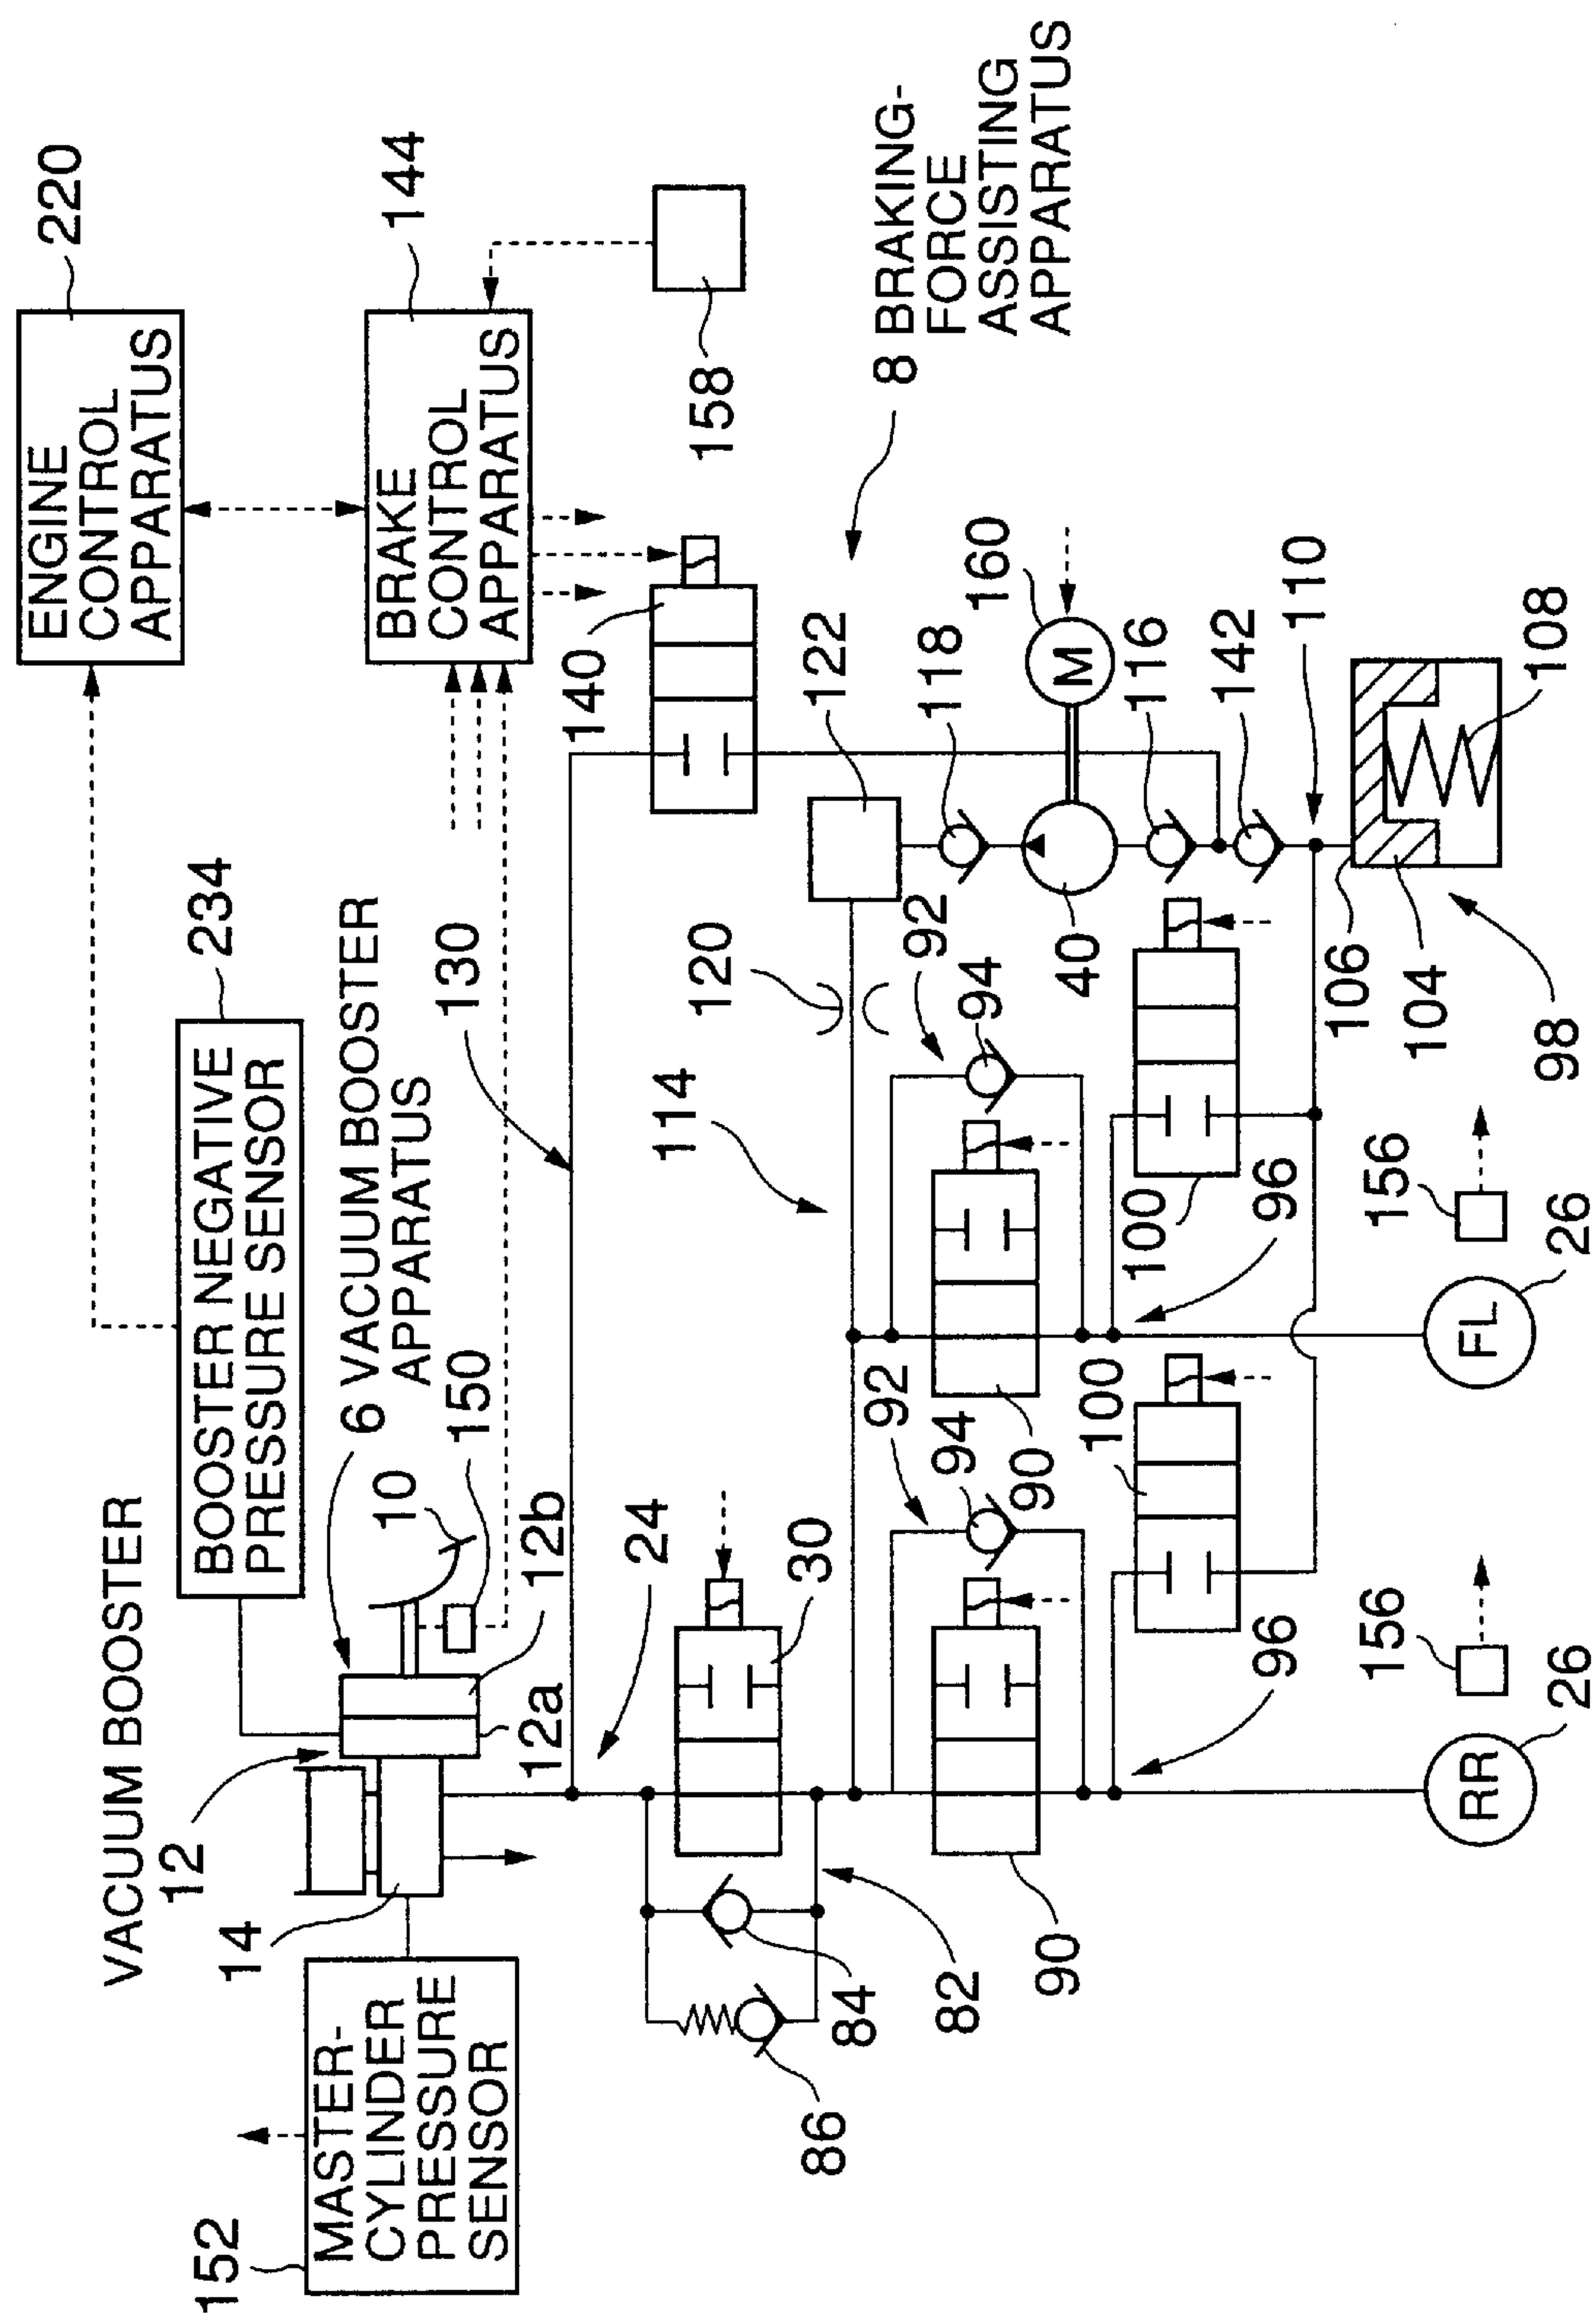 152
MASTER-
CYLINDER
PRESSURE
SENSOR
VACUUM BOOSTER
12
14
BOOSTER NEGATIVE
PRESSURE SENSOR
234
6 VACUUM BOOSTER
APPARATUS
10
150
12b
12a
ENGINE
CONTROL
APPARATUS
220
BRAKE
CONTROL
APPARATUS
144
158
130
140
24
30
86
84
82
8 BRAKING-
FORCE
ASSISTING
APPARATUS
114
120
122
118
160
M
116
142
110
40
92
94
90
92
94
90
100
96
100
96
106
104
98
108
156
26
FL
156
26
RR